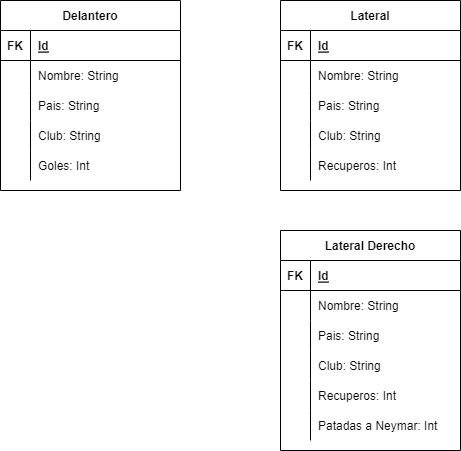 Delantero
FK Id
Nombre: String
Pais: String
Club: String
Goles: Int
Lateral
FK Id
Nombre: String
Pais: String
Club: String
Recuperos: Int
Lateral Derecho
FK Id
Nombre: String
Pais: String
Club: String
Recuperos: Int
Patadas a Neymar: Int